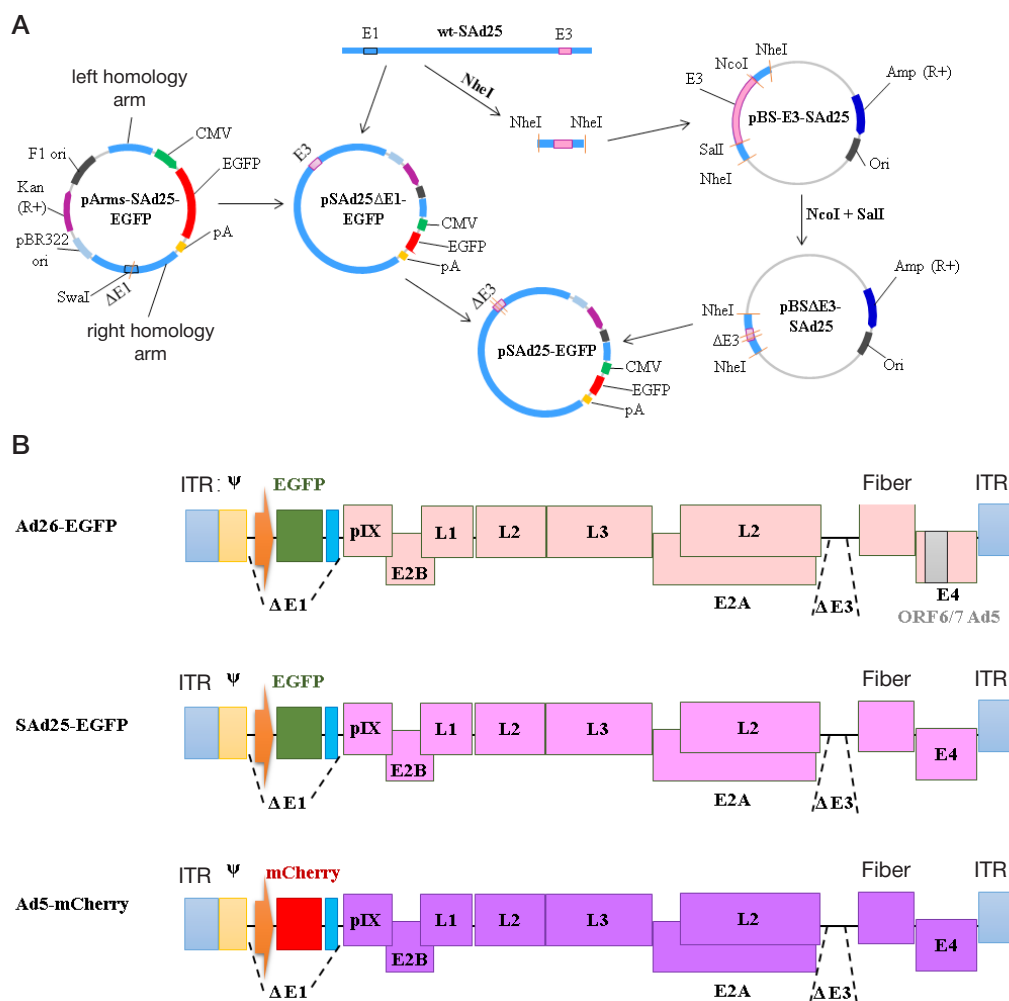 A
E1
wt-SAd25
E3
NheI
NheI
NheI
left homology
arm
CMV
F1 ori
EGFP
Kan
(R+)
pArms-SAd25-
EGFP
pBR322
ori
pA
SwaI
ΔE1
right homology
arm
E3
pSAd25ΔE1-
EGFP
CMV
EGFP
pA
NheI
NcoI
E3
Amp (R+)
pBS-E3-SAd25
SalI
NheI
Ori
NcoI + SalI
Amp (R+)
NheI
pBSΔE3-
SAd25
ΔE3
NheI
Ori
ΔE3
pSAd25-EGFP
CMV
EGFP
pA
B
ITR: Ψ EGFP Fiber ITR
Ad26-EGFP
pIX L1 L2 L3 L2
E2B
E4
ΔE1 E2A ΔE3
ORF6/7 Ad5
ITR Ψ EGFP Fiber ITR
SAd25-EGFP
pIX L1 L2 L3 L2
E2B E4
ΔE1 E2A ΔE3
ITR Ψ mCherry Fiber ITR
Ad5-mCherry
pIX L1 L2 L3 L2
E2B E4
ΔE1 E2A ΔE3